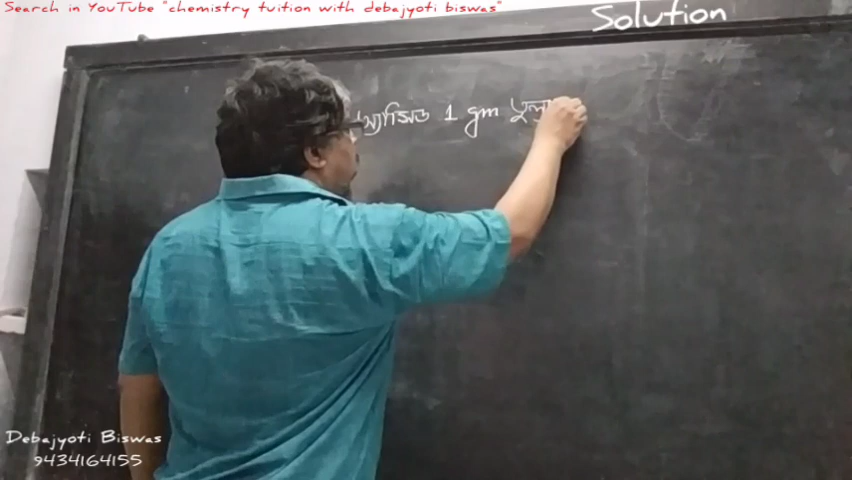 Search in YouTube "chemistry tuition with debajyoti biswas"
Solution
অ্যাসিড 1 gm
Debajyoti Biswas
9434164155